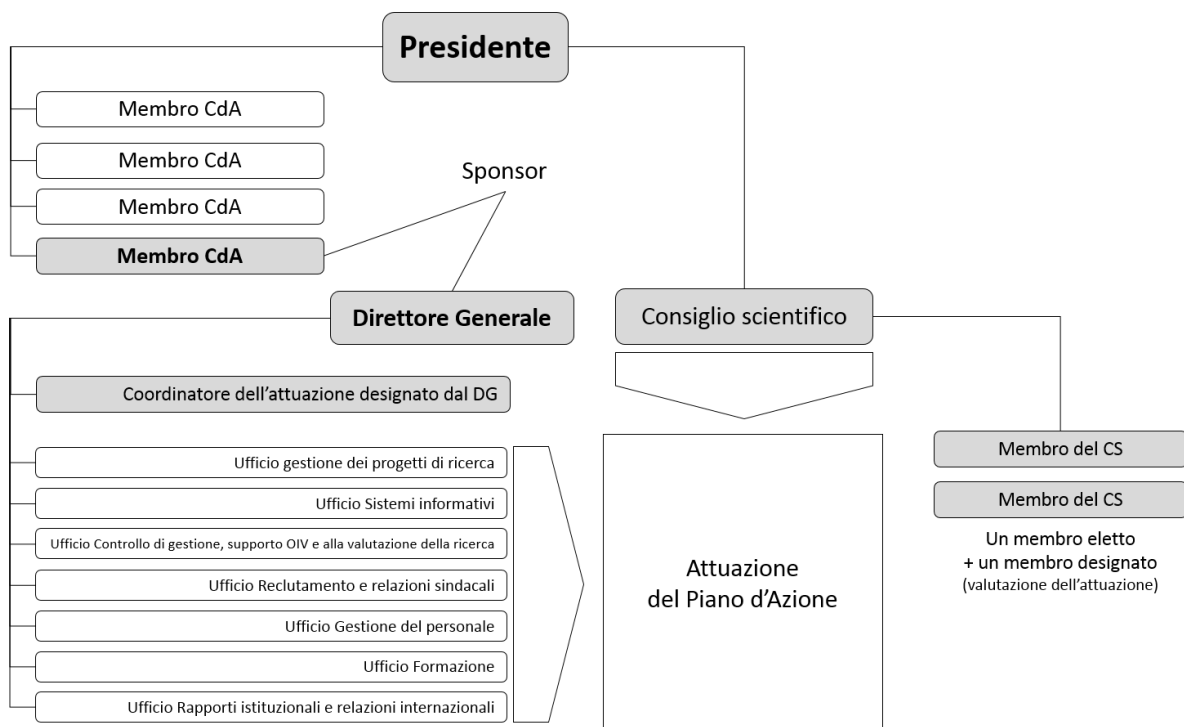 Presidente
Membro CdA
Membro CdA
Membro CdA
Membro CdA
Sponsor
Direttore Generale
Consiglio scientifico
Coordinatore dell'attuazione designato dal DG
Ufficio gestione dei progetti di ricerca
Ufficio Sistemi informativi
Ufficio Controllo di gestione, supporto OIV e alla valutazione della ricerca
Ufficio Reclutamento e relazioni sindacali
Ufficio Gestione del personale
Ufficio Formazione
Ufficio Rapporti istituzionali e relazioni internazionali
Attuazione
del Piano d'Azione
Membro del CS
Membro del CS
Un membro eletto
+ un membro designato
(valutazione dell'attuazione)